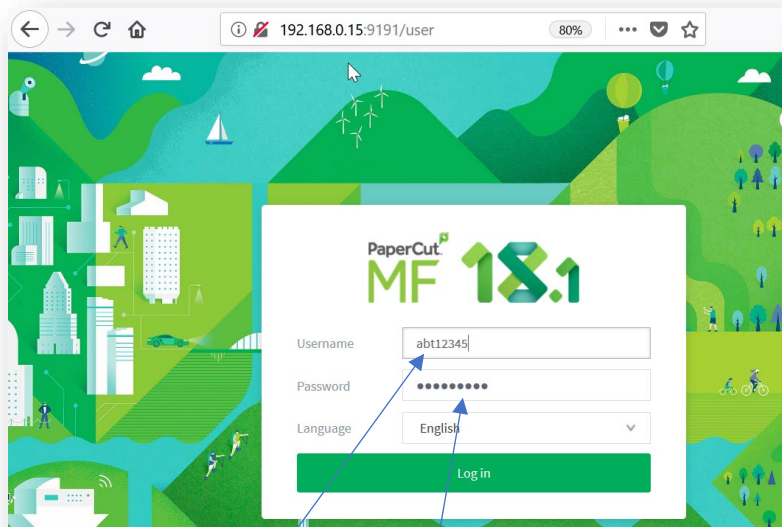 192.168.0.15:9191/user
80%
PaperCut
MF 18.1
Username
abt12345
Password
●●●●●●●●●
Language
English
Log in